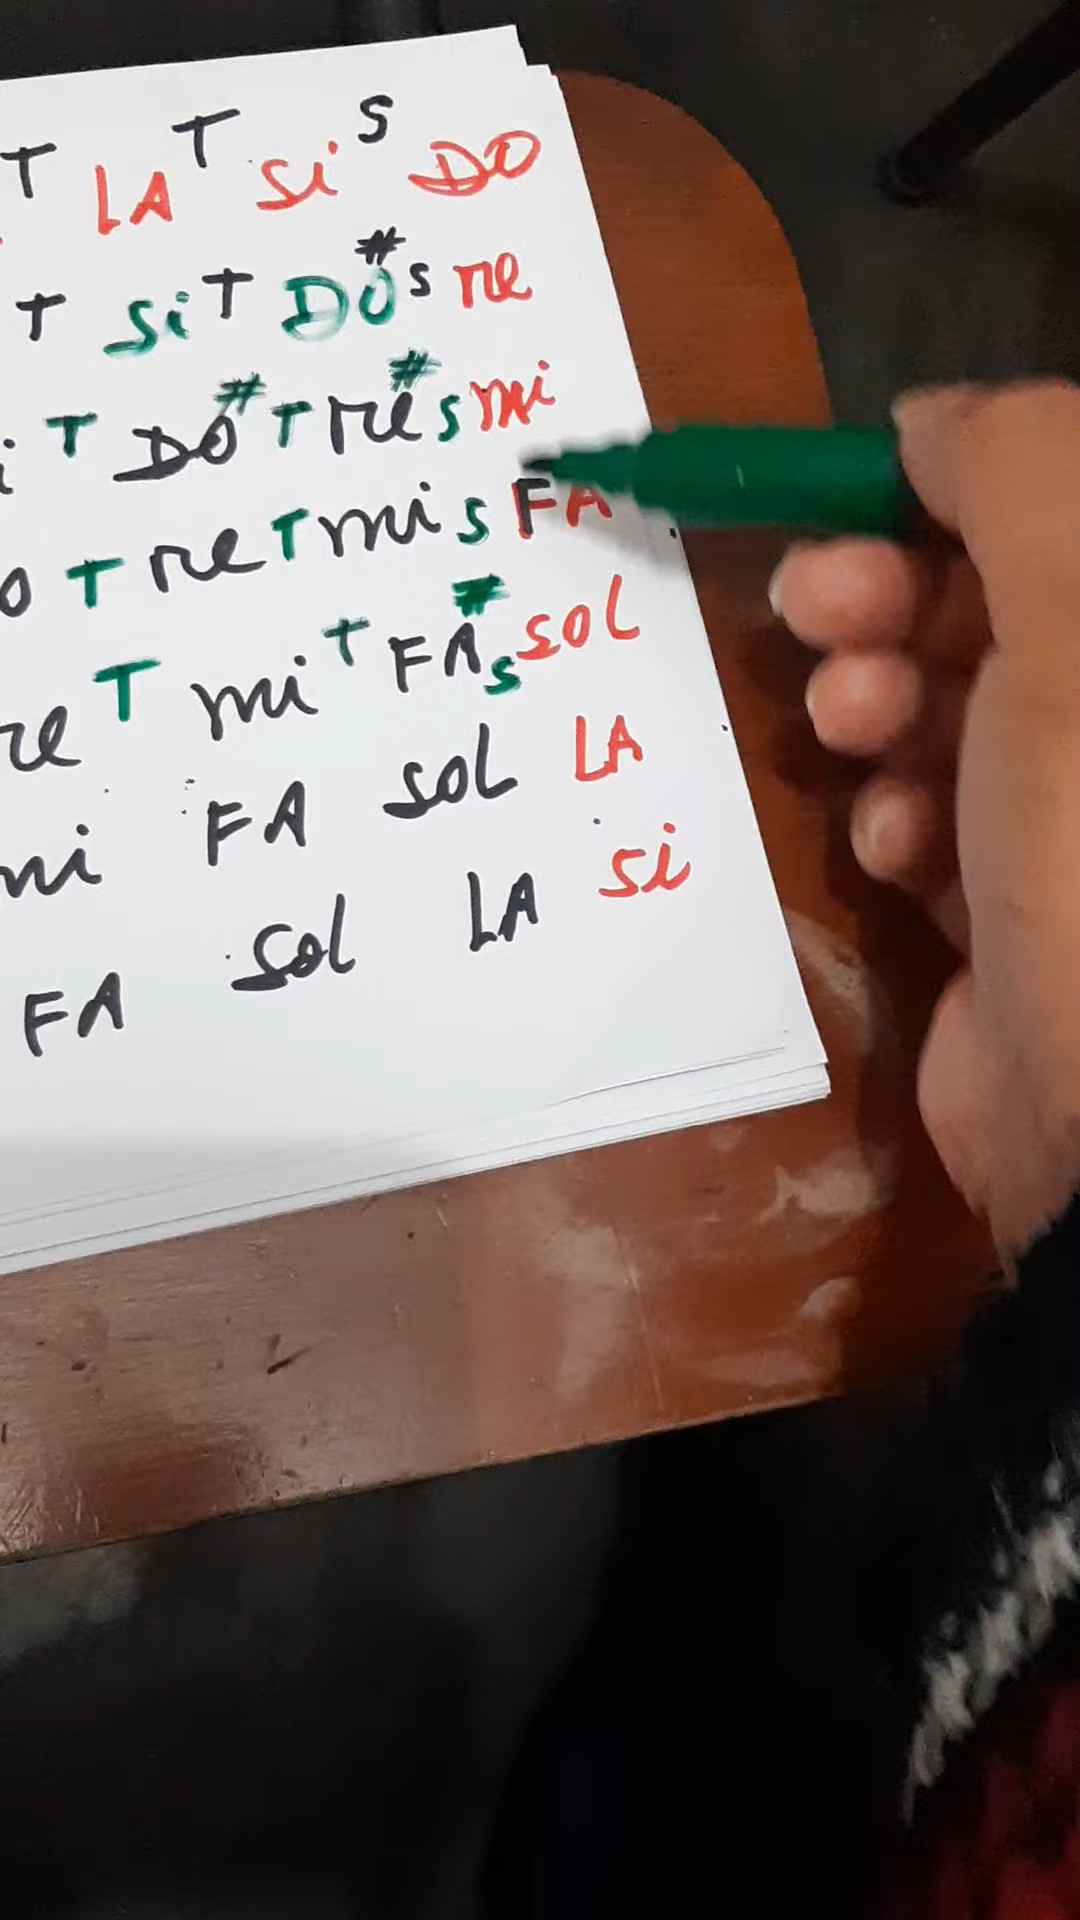 T LA T Si S DO
T Si T DO# S re
i T DO# T re# S mi
o T re T mi S FA
re T mi T FA# S SOL
mi FA SOL LA
FA SOL LA Si